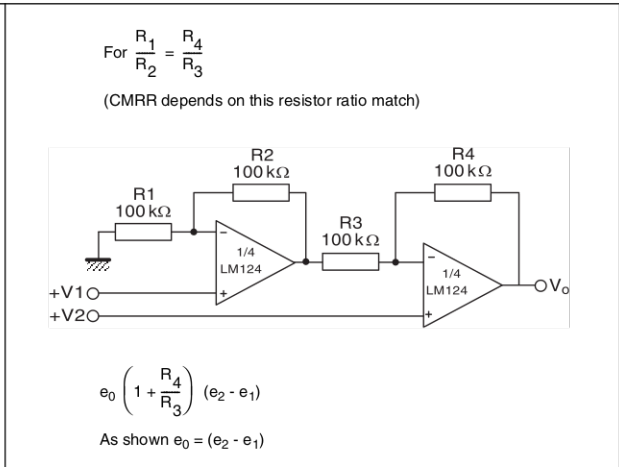 For R1/R2 = R4/R3
(CMRR depends on this resistor ratio match)
R2
100 kΩ
R4
100 kΩ
R1
100 kΩ
R3
100 kΩ
-
1/4
LM124
+
-
1/4
LM124
+
+V1
+V2
Vo
e0 (1 + R4/R3) (e2 - e1)
As shown e0 = (e2 - e1)